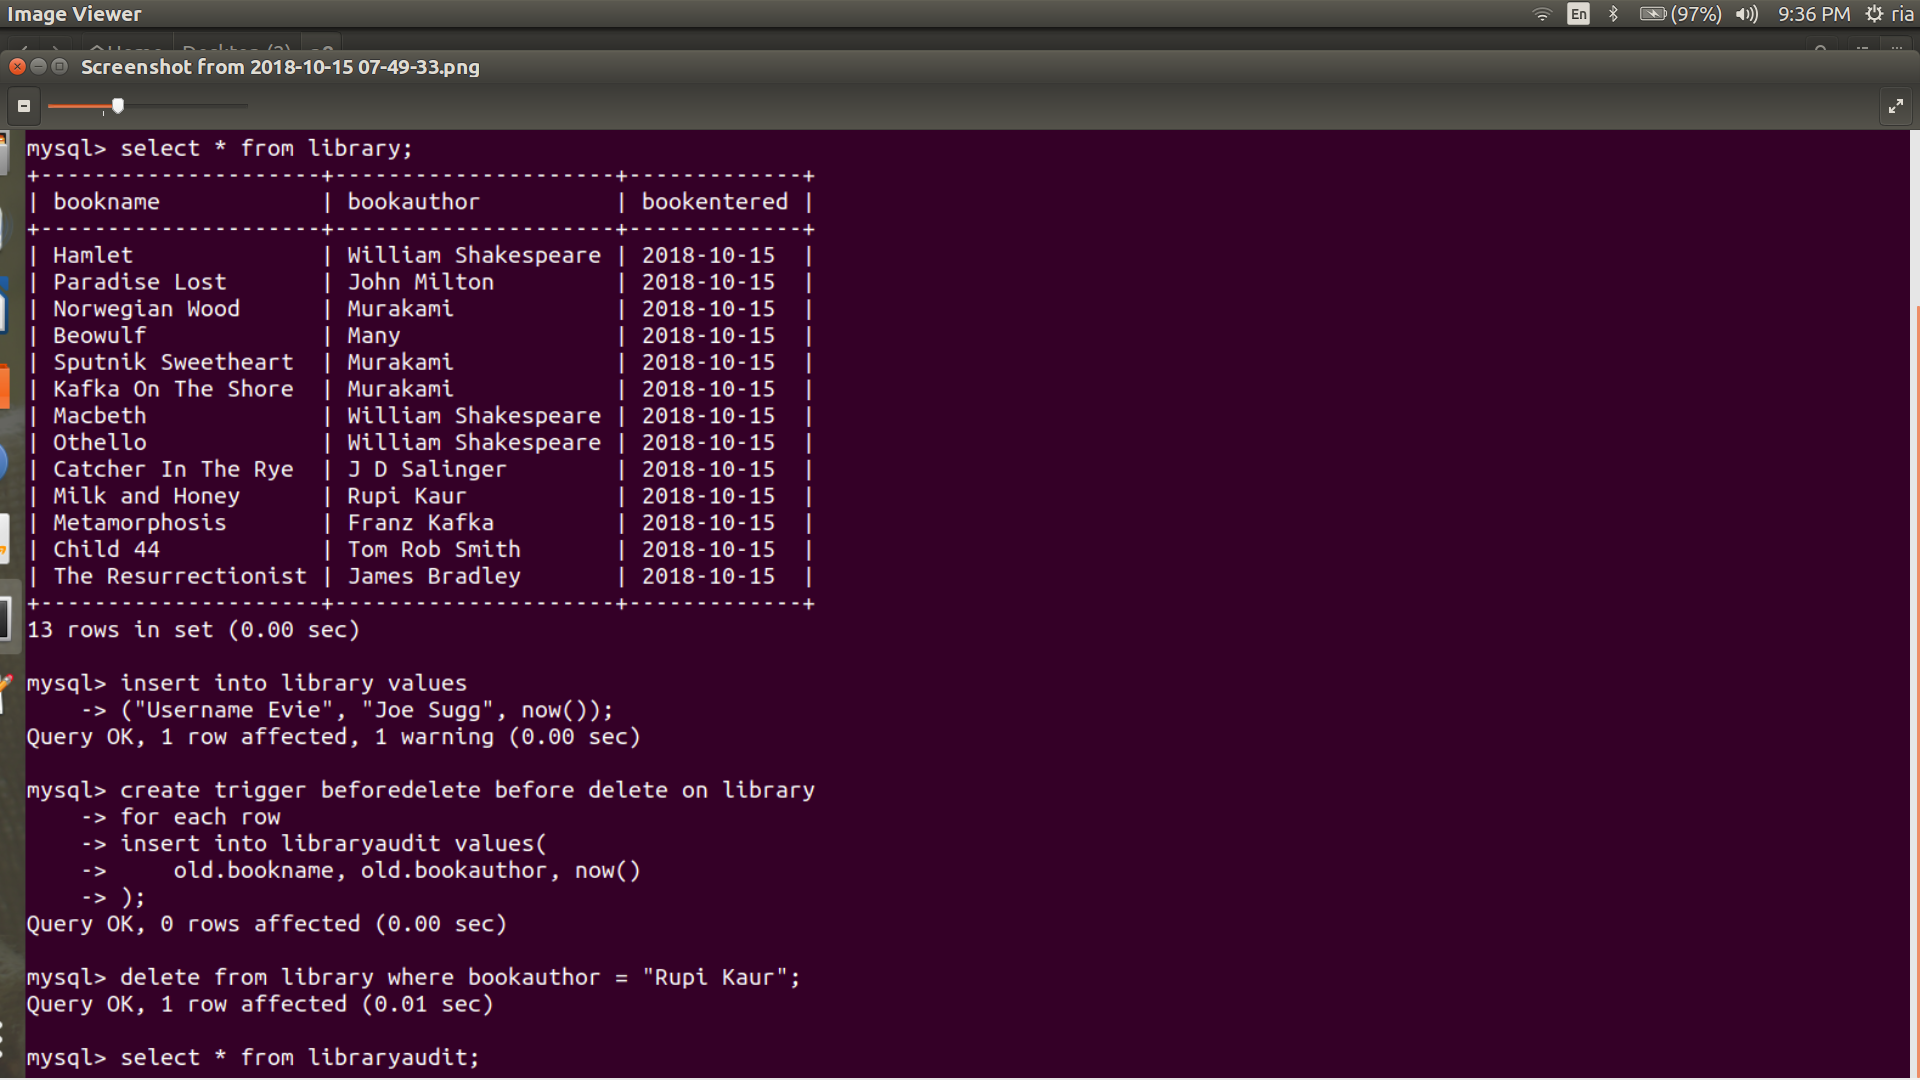 Image Viewer
En (97%) 9:36 PM ria
Screenshot from 2018-10-15 07-49-33.png
mysql> select * from library;
+---------------------+---------------------+-------------+
| bookname            | bookauthor          | bookentered |
+---------------------+---------------------+-------------+
| Hamlet              | William Shakespeare | 2018-10-15  |
| Paradise Lost       | John Milton         | 2018-10-15  |
| Norwegian Wood      | Murakami            | 2018-10-15  |
| Beowulf             | Many                | 2018-10-15  |
| Sputnik Sweetheart  | Murakami            | 2018-10-15  |
| Kafka On The Shore  | Murakami            | 2018-10-15  |
| Macbeth             | William Shakespeare | 2018-10-15  |
| Othello             | William Shakespeare | 2018-10-15  |
| Catcher In The Rye  | J D Salinger        | 2018-10-15  |
| Milk and Honey      | Rupi Kaur           | 2018-10-15  |
| Metamorphosis       | Franz Kafka         | 2018-10-15  |
| Child 44            | Tom Rob Smith       | 2018-10-15  |
| The Resurrectionist | James Bradley       | 2018-10-15  |
+---------------------+---------------------+-------------+
13 rows in set (0.00 sec)
mysql> insert into library values
    -> ("Username Evie", "Joe Sugg", now());
Query OK, 1 row affected, 1 warning (0.00 sec)
mysql> create trigger beforedelete before delete on library
    -> for each row
    -> insert into libraryaudit values(
    ->     old.bookname, old.bookauthor, now()
    -> );
Query OK, 0 rows affected (0.00 sec)
mysql> delete from library where bookauthor = "Rupi Kaur";
Query OK, 1 row affected (0.01 sec)
mysql> select * from libraryaudit;